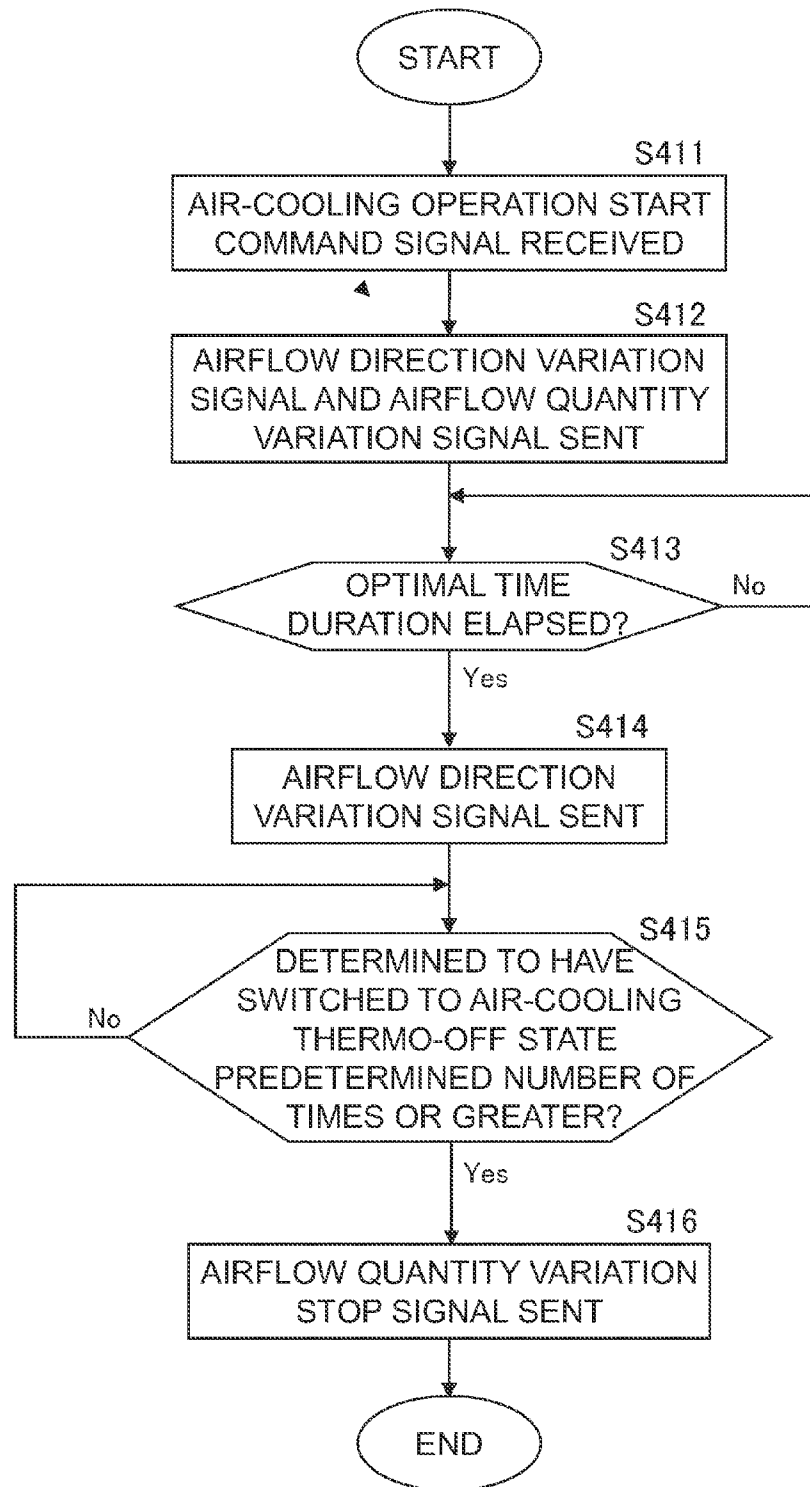 START
S411
AIR-COOLING OPERATION START
COMMAND SIGNAL RECEIVED
S412
AIRFLOW DIRECTION VARIATION
SIGNAL AND AIRFLOW QUANTITY
VARIATION SIGNAL SENT
S413
OPTIMAL TIME
DURATION ELAPSED?
No
Yes
S414
AIRFLOW DIRECTION
VARIATION SIGNAL SENT
S415
DETERMINED TO HAVE
SWITCHED TO AIR-COOLING
THERMO-OFF STATE
PREDETERMINED NUMBER OF
TIMES OR GREATER?
No
Yes
S416
AIRFLOW QUANTITY VARIATION
STOP SIGNAL SENT
END